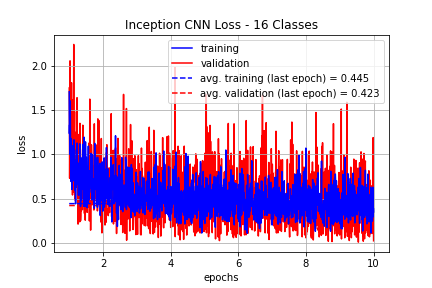 Inception CNN Loss - 16 Classes
training
validation
avg. training (last epoch) = 0.445
avg. validation (last epoch) = 0.423
loss
2.0
1.5
1.0
0.5
0.0
2
4
6
8
10
epochs